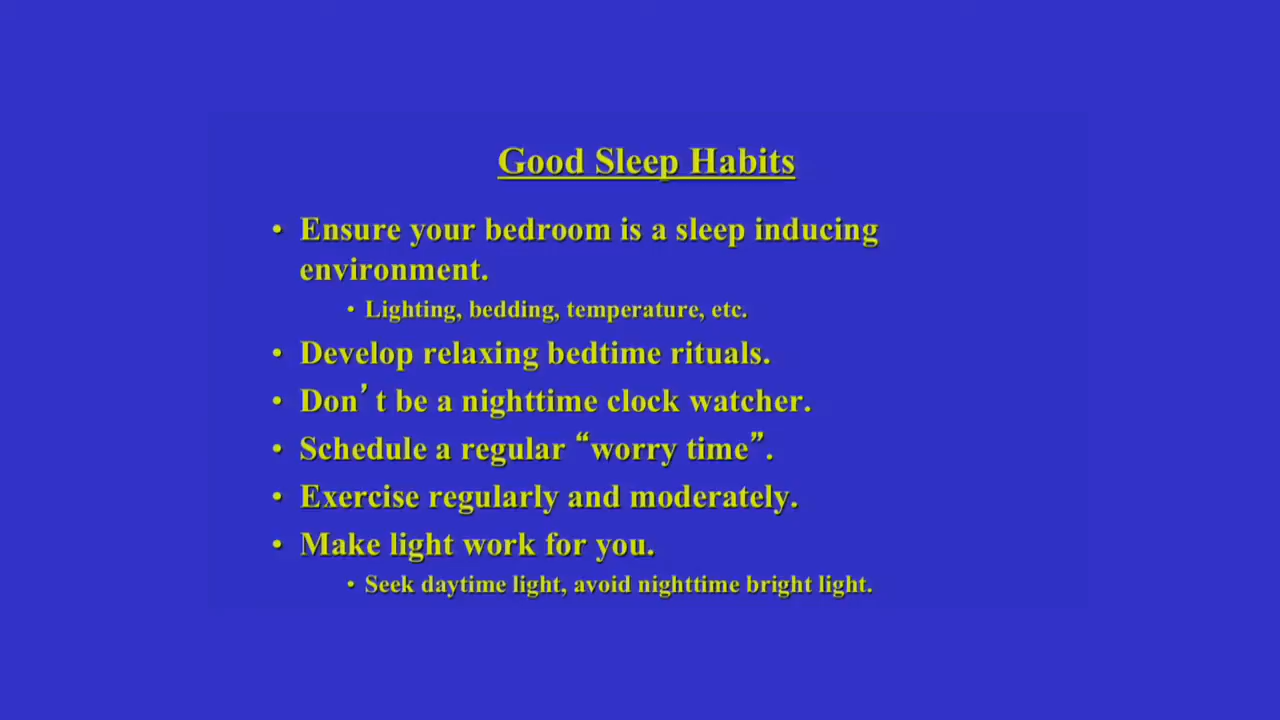 Good Sleep Habits
• Ensure your bedroom is a sleep inducing
environment.
• Lighting, bedding, temperature, etc.
• Develop relaxing bedtime rituals.
• Don’t be a nighttime clock watcher.
• Schedule a regular “worry time”.
• Exercise regularly and moderately.
• Make light work for you.
• Seek daytime light, avoid nighttime bright light.